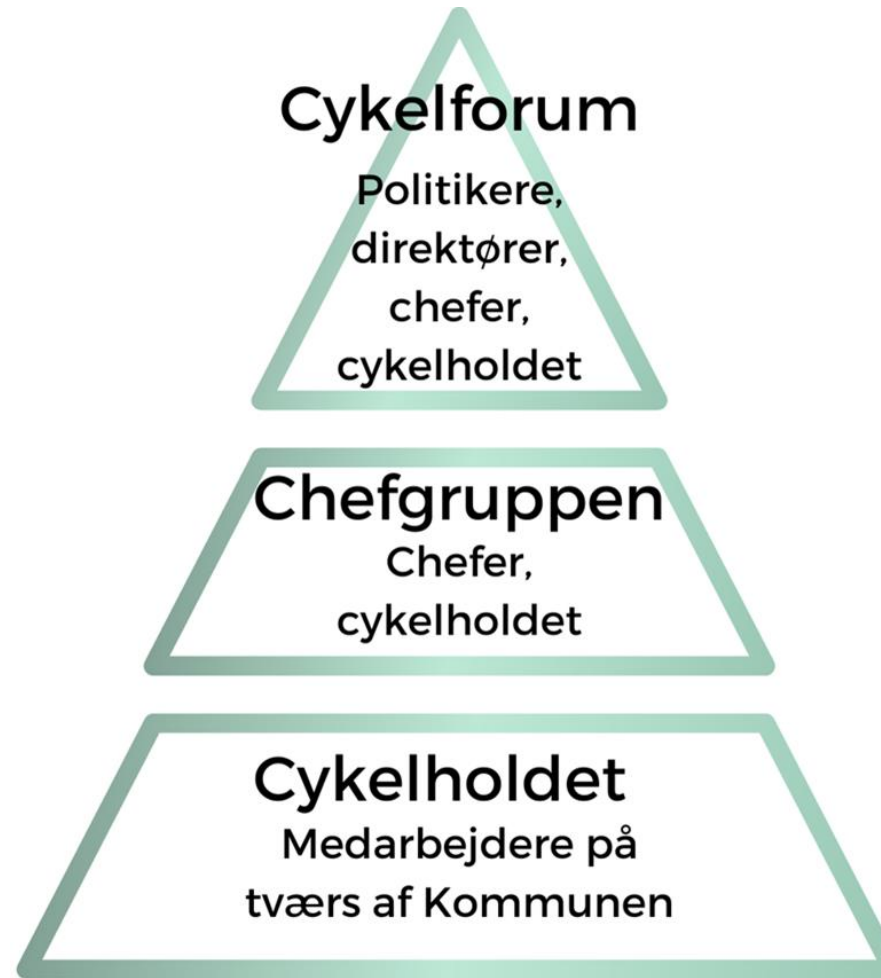 Cykelforum
Politikere,
direktører,
chefer,
cykelholdet
Chefgruppen
Chefer,
cykelholdet
Cykelholdet
Medarbejdere på
tværs af Kommunen